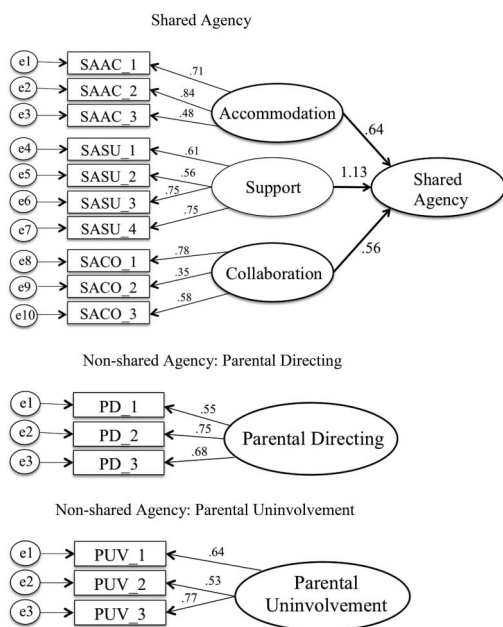 Shared Agency
e1 SAAC_1 .71
e2 SAAC_2 .84 Accommodation .64
e3 SAAC_3 .48
e4 SASU_1 .61
e5 SASU_2 .56 Support 1.13 Shared Agency
e6 SASU_3 .75
e7 SASU_4 .75
e8 SACO_1 .78 .56
e9 SACO_2 .35 Collaboration
e10 SACO_3 .58
Non-shared Agency: Parental Directing
e1 PD_1 .55
e2 PD_2 .75 Parental Directing
e3 PD_3 .68
Non-shared Agency: Parental Uninvolvement
e1 PUV_1 .64
e2 PUV_2 .53 Parental Uninvolvement
e3 PUV_3 .77